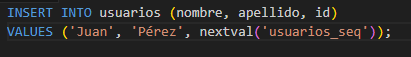 INSERT INTO usuarios (nombre, apellido, id)
VALUES ('Juan', 'Pérez', nextval('usuarios_seq'));